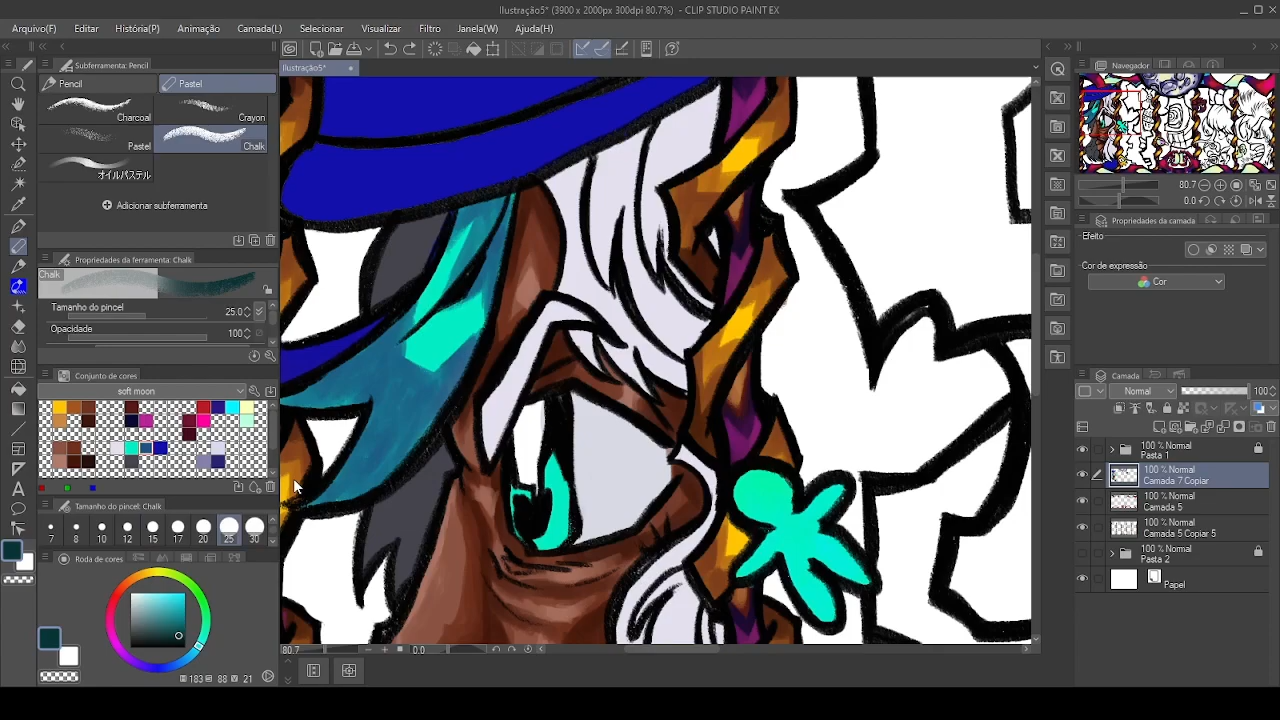 Ilustração5* (3900 x 2000px 300dpi 80.7%) - CLIP STUDIO PAINT EX
Arquivo(F) Editar História(P) Animação Camada(L) Selecionar Visualizar Filtro Janela(W) Ajuda(H)
Subferramenta: Pencil
Pencil Pastel
Charcoal Crayon
Pastel Chalk
オイルパステル
Adicionar subferramenta
Propriedades da ferramenta: Chalk
Chalk
Tamanho do pincel 25.0
Opacidade 100
Conjunto de cores
soft moon
Tamanho do pincel: Chalk
7 8 10 12 15 17 20 25 30
Roda de cores
183 88 21
Ilustração5*
80.7 0.0
Navegador
80.7
0.0
Propriedades da camada
Efeito
Cor de expressão
Cor
Camada
Normal 100
100 % Normal
Pasta 1
100 % Normal
Camada 7 Copiar
100 % Normal
Camada 5
100 % Normal
Camada 5 Copiar 5
100 % Normal
Pasta 2
Papel